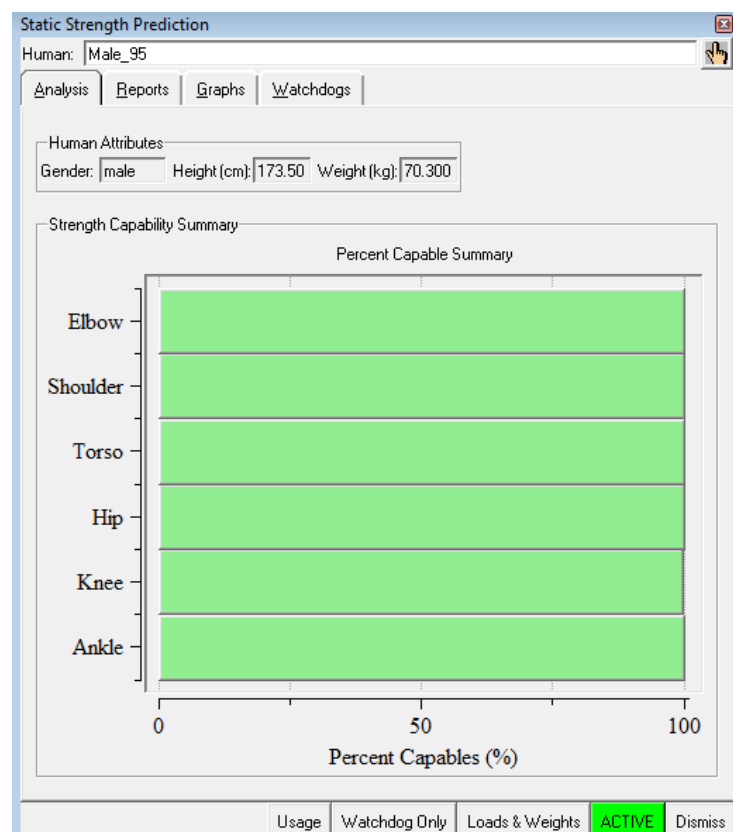 Static Strength Prediction
Human: Male_95
Analysis Reports Graphs Watchdogs
Human Attributes
Gender: male Height (cm): 173.50 Weight (kg): 70.300
Strength Capability Summary
Percent Capable Summary
Elbow
Shoulder
Torso
Hip
Knee
Ankle
0 50 100
Percent Capables (%)
Usage Watchdog Only Loads & Weights ACTIVE Dismiss